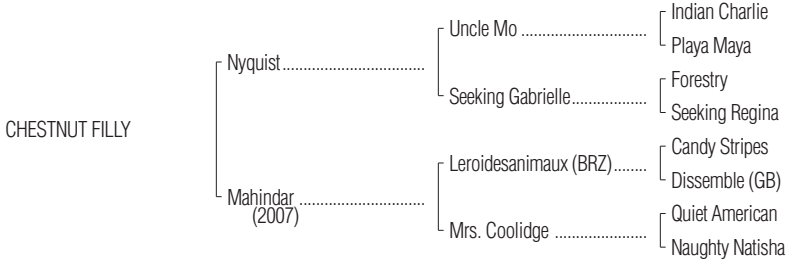 Indian Charlie
Uncle Mo ..............................
Playa Maya
Nyquist..................................
Forestry
Seeking Gabrielle..................
Seeking Regina
CHESTNUT FILLY
Candy Stripes
Leroidesanimaux (BRZ)........
Dissemble (GB)
Mahindar ..............................
(2007)
Quiet American
Mrs. Coolidge ......................
Naughty Natisha